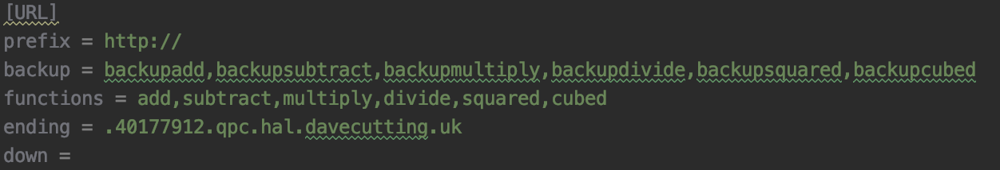 [URL]
prefix = http://
backup = backupadd,backupsubtract,backupmultiply,backupdivide,backupsquared,backupcubed
functions = add,subtract,multiply,divide,squared,cubed
ending = .40177912.qpc.hal.davecutting.uk
down =